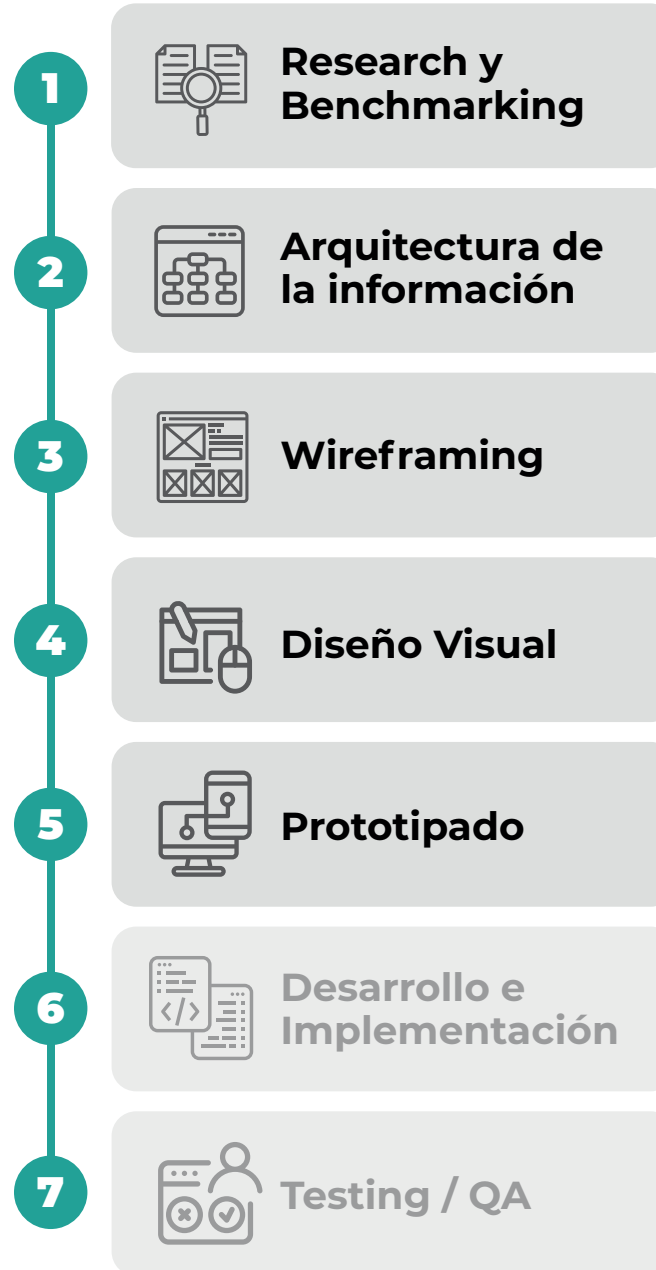 1
Research y
Benchmarking
2
Arquitectura de
la información
3
Wireframing
4
Diseño Visual
5
Prototipado
6
Desarrollo e
Implementación
7
Testing / QA